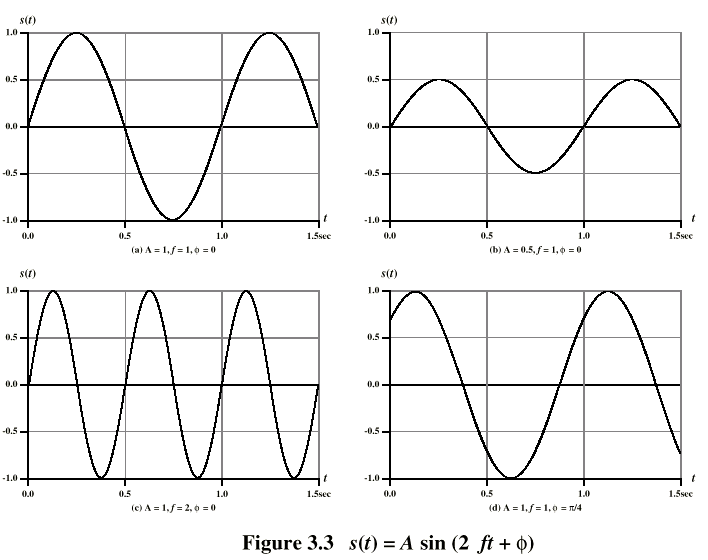 s(t)
1.0
0.5
0.0
-0.5
-1.0
t
0.0 0.5 1.0 1.5sec
(a) A = 1, f = 1, ϕ = 0
s(t)
1.0
0.5
0.0
-0.5
-1.0
t
0.0 0.5 1.0 1.5sec
(b) A = 0.5, f = 1, ϕ = 0
s(t)
1.0
0.5
0.0
-0.5
-1.0
t
0.0 0.5 1.0 1.5sec
(c) A = 1, f = 2, ϕ = 0
s(t)
1.0
0.5
0.0
-0.5
-1.0
t
0.0 0.5 1.0 1.5sec
(d) A = 1, f = 1, ϕ = π/4
Figure 3.3 s(t) = A sin (2 ft + ϕ)